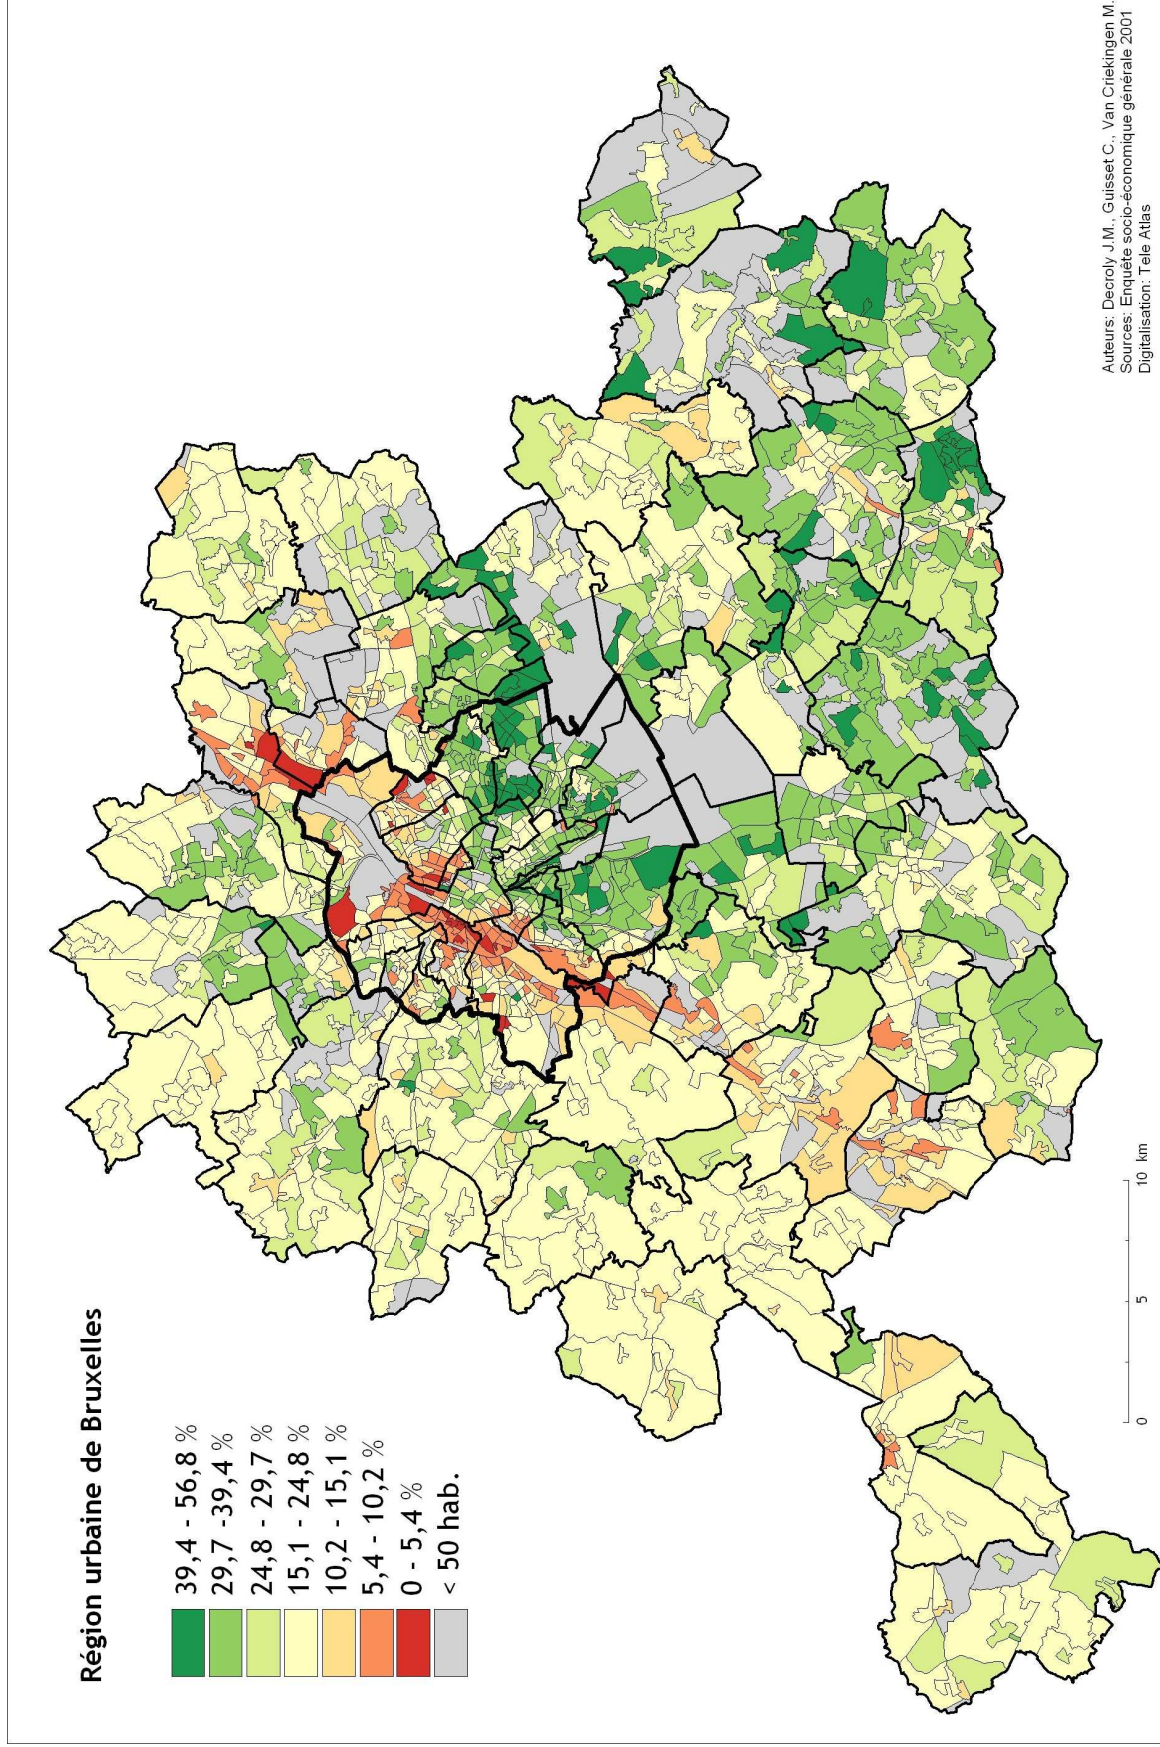 Région urbaine de Bruxelles
39,4 - 56,8 %
29,7 -39,4 %
24,8 - 29,7 %
15,1 - 24,8 %
10,2 - 15,1 %
5,4 - 10,2 %
0 - 5,4 %
< 50 hab.
0 5 10 km
Auteurs: Decroly J.M., Guisset C., Van Criekingen M.
Sources: Enquête socio-économique générale 2001
Digitalisation: Tele Atlas